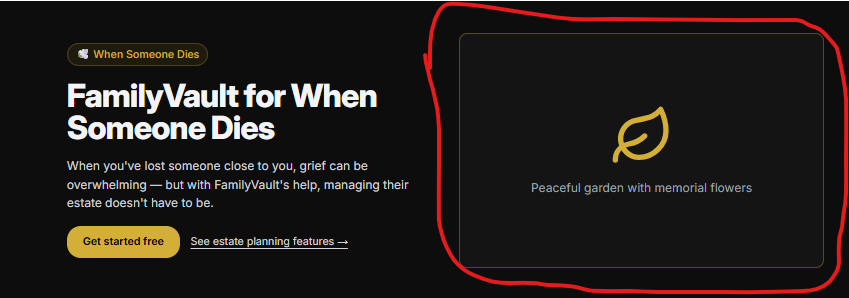 When Someone Dies
FamilyVault for When
Someone Dies
When you've lost someone close to you, grief can be
overwhelming — but with FamilyVault's help, managing their
estate doesn't have to be.
Get started free
See estate planning features →
Peaceful garden with memorial flowers